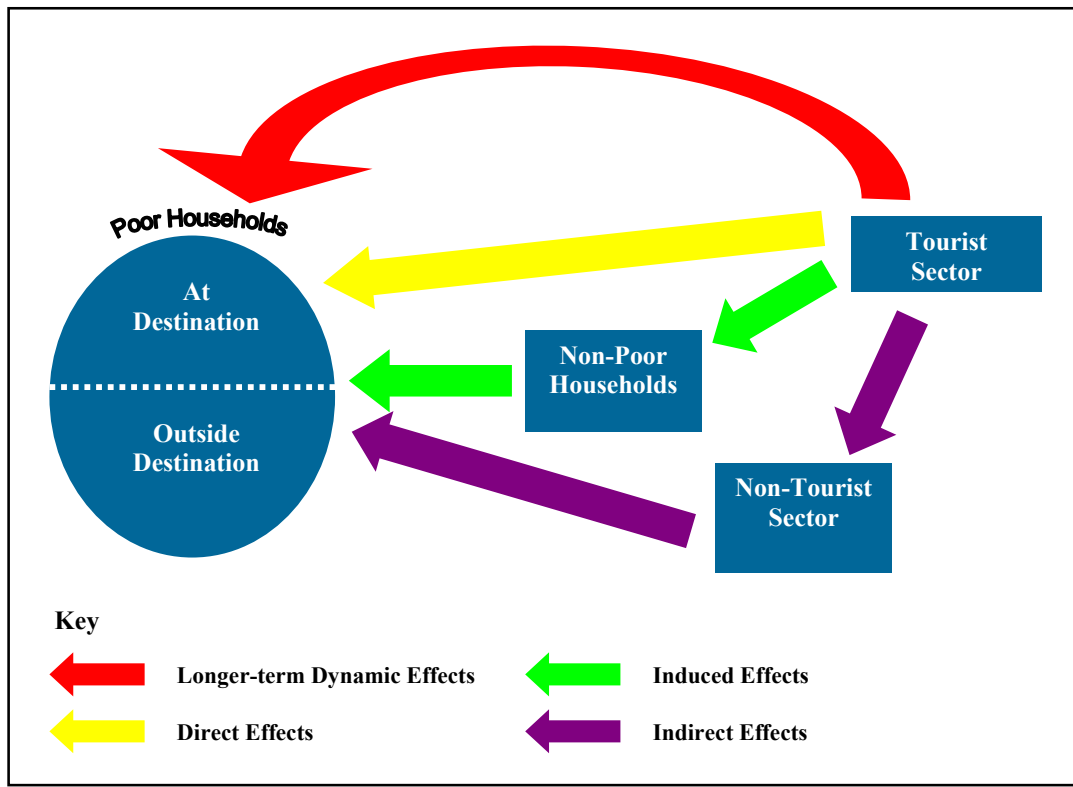 Poor Households
At
Destination
Outside
Destination
Tourist
Sector
Non-Poor
Households
Non-Tourist
Sector
Key
Longer-term Dynamic Effects
Induced Effects
Direct Effects
Indirect Effects